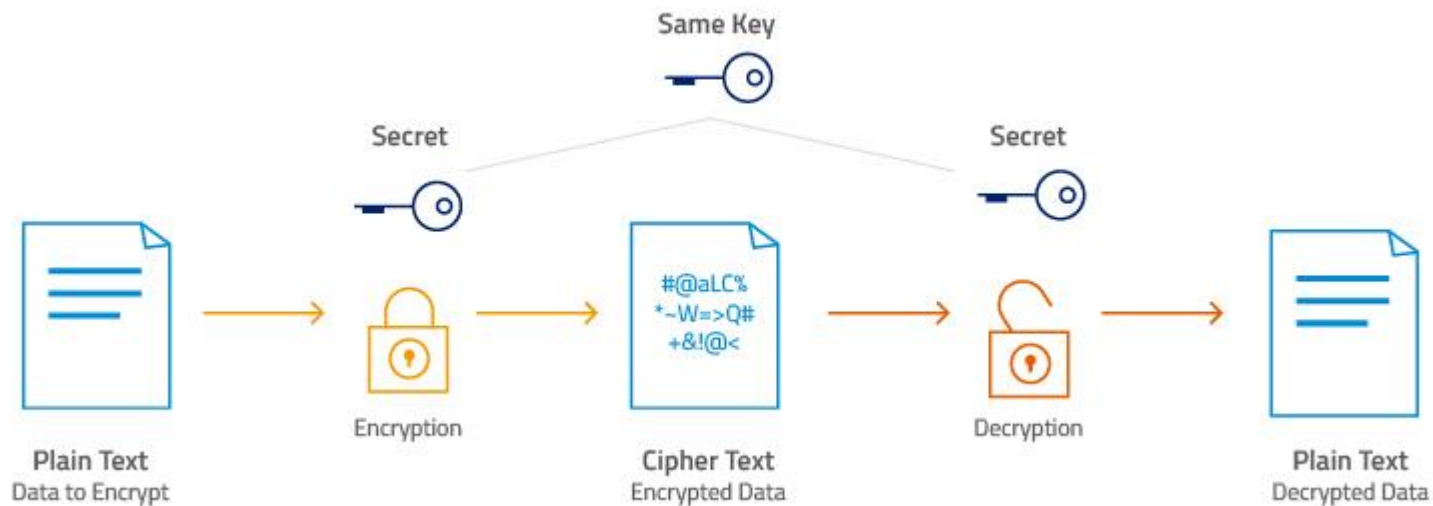 Same Key
Secret
Secret
#@aLC%
*~W=>Q#
+&!@<
Encryption
Decryption
Plain Text
Data to Encrypt
Cipher Text
Encrypted Data
Plain Text
Decrypted Data